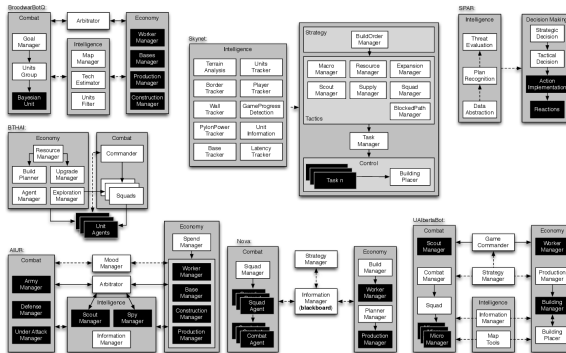 BroodwarBotQ:
Combat
Goal
Manager
Units
Group
Bayesian
Unit
Arbitrator
Intelligence
Map
Manager
Tech
Estimator
Units
Filter
Economy
Worker
Manager
Bases
Manager
Production
Manager
Construction
Manager
Skynet:
Intelligence
Terrain
Analysis
Units
Tracker
Border
Tracker
Player
Tracker
Wall
Tracker
GameProgress
Detection
PylonPower
Tracker
Unit
Information
Base
Tracker
Latency
Tracker
Strategy
BuildOrder
Manager
Macro
Manager
Resource
Manager
Expansion
Manager
Scout
Manager
Supply
Manager
Squad
Manager
BlockedPath
Manager
Tactics
Task
Manager
Control
Task n
Building
Placer
SPAR:
Intelligence
Threat
Evaluation
Plan
Recognition
Data
Abstraction
Decision Making
Strategic
Decision
Tactical
Decision
Action
Implementation
Reactions
BTHAI:
Economy
Resource
Manager
Build
Planner
Upgrade
Manager
Agent
Manager
Exploration
Manager
Combat
Commander
Squads
Unit
Agents
AIUR:
Combat
Army
Manager
Defense
Manager
Under Attack
Manager
Mood
Manager
Arbitrator
Intelligence
Scout
Manager
Spy
Manager
Information
Manager
Economy
Spend
Manager
Worker
Manager
Base
Manager
Construction
Manager
Production
Manager
Nova:
Combat
Squad
Manager
Squad
Agent
Combat
Agent
Strategy
Manager
Information
Manager
(blackboard)
Economy
Build
Manager
Worker
Manager
Planner
Manager
Production
Manager
UAlbertaBot:
Combat
Scout
Manager
Combat
Manager
Squad
Micro
Manager
Game
Commander
Strategy
Manager
Intelligence
Information
Manager
Map
Tools
Economy
Worker
Manager
Production
Manager
Building
Manager
Building
Placer